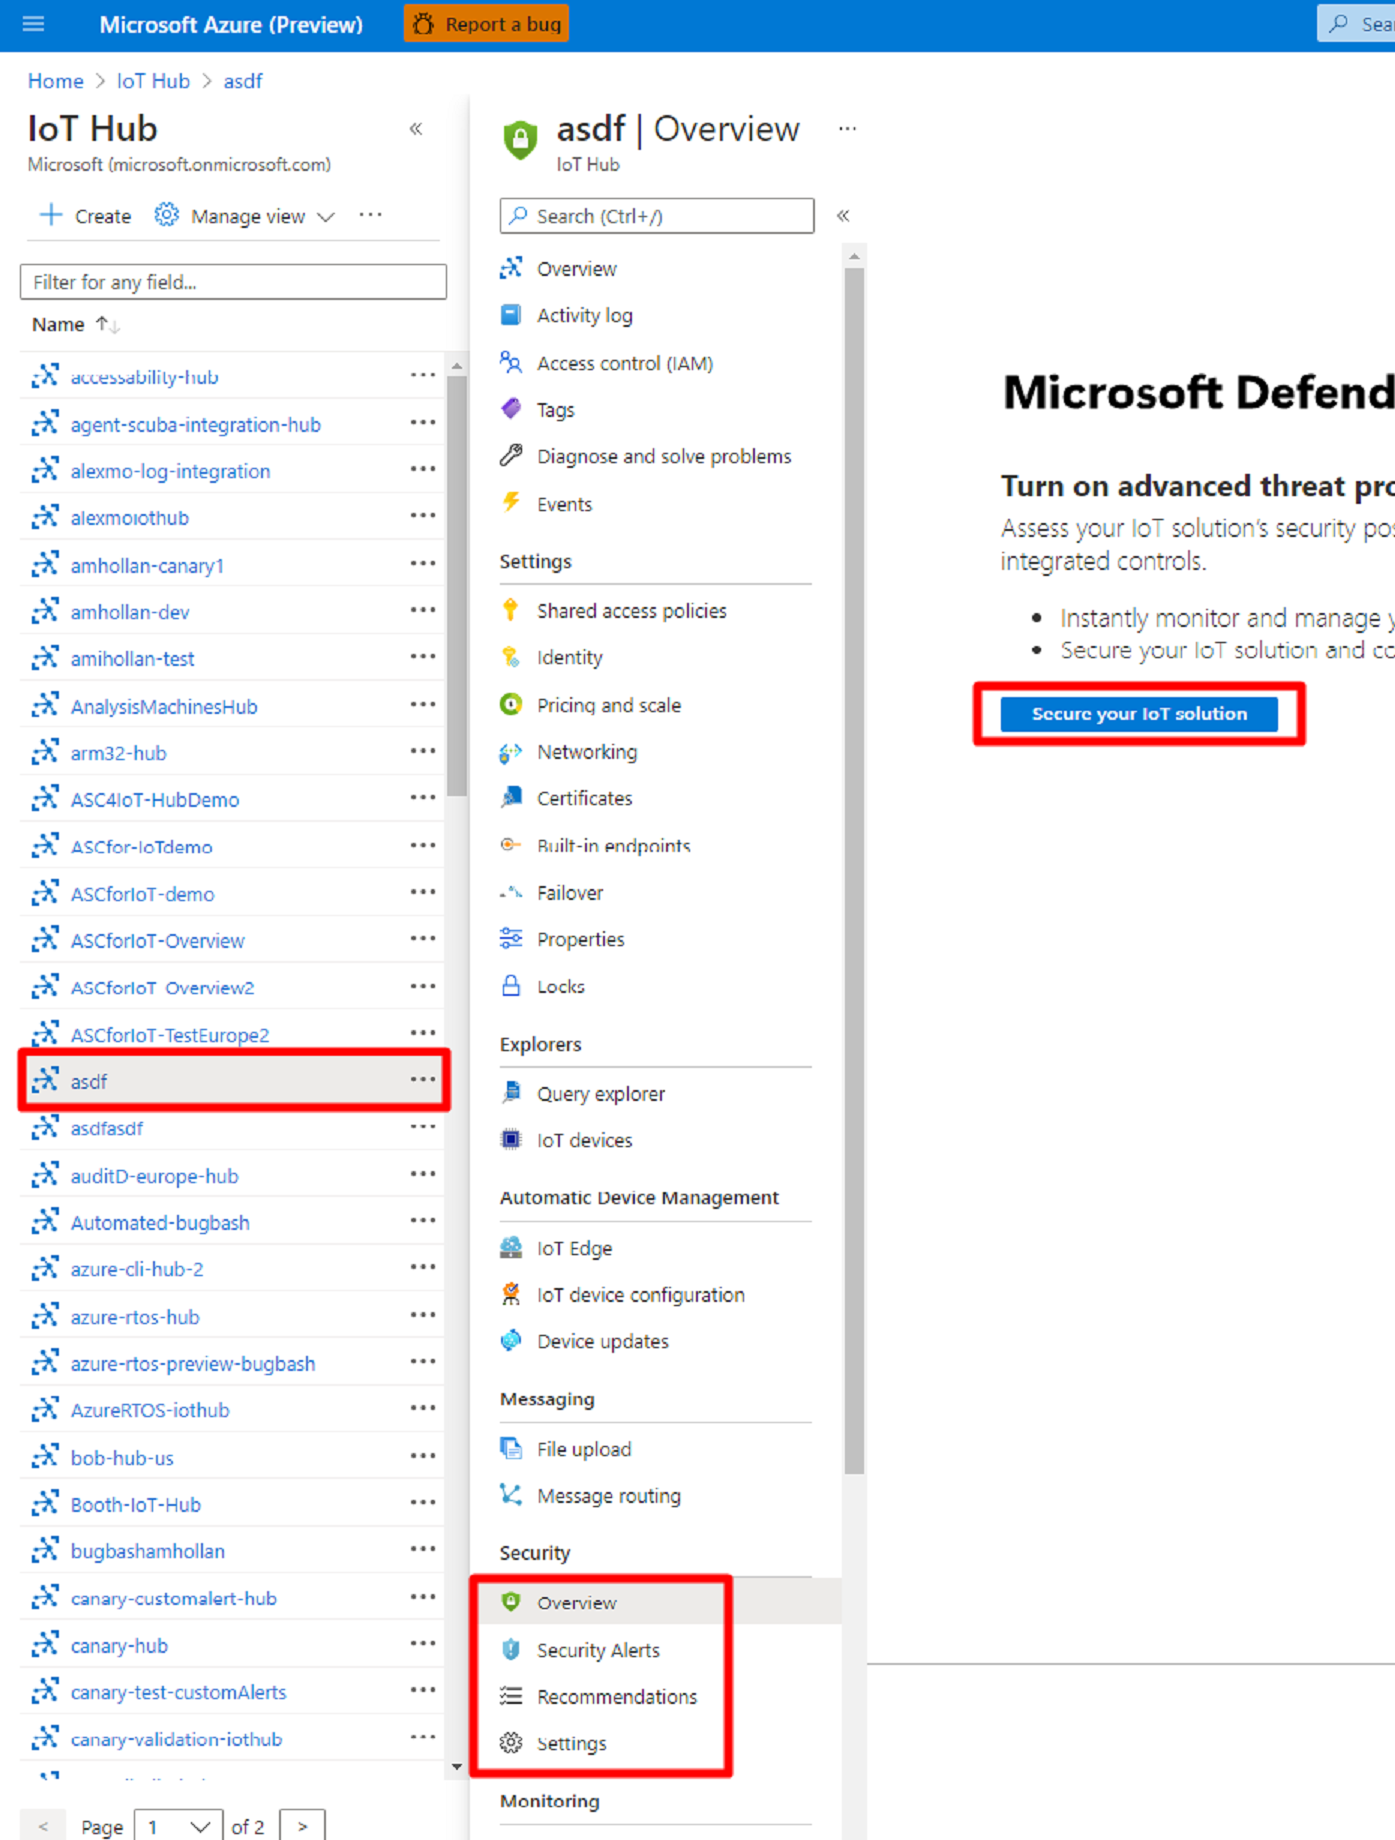 Microsoft Azure (Preview)
Report a bug
Home > IoT Hub > asdf
IoT Hub
Microsoft (microsoft.onmicrosoft.com)
Create
Manage view
Filter for any field...
Name
accessability-hub
agent-scuba-integration-hub
alexmo-log-integration
alexmoiothub
amhollan-canary1
amhollan-dev
amihollan-test
AnalysisMachinesHub
arm32-hub
ASC4IoT-HubDemo
ASCfor-IoTdemo
ASCforIoT-demo
ASCforIoT-Overview
ASCforIoT-Overview2
ASCforIoT-TestEurope2
asdf
asdfasdf
auditD-europe-hub
Automated-bugbash
azure-cli-hub-2
azure-rtos-hub
azure-rtos-preview-bugbash
AzureRTOS-iothub
bob-hub-us
Booth-IoT-Hub
bugbashamhollan
canary-customalert-hub
canary-hub
canary-test-customAlerts
canary-validation-iothub
< Page 1 of 2 >
asdf | Overview
IoT Hub
Search (Ctrl+/)
Overview
Activity log
Access control (IAM)
Tags
Diagnose and solve problems
Events
Settings
Shared access policies
Identity
Pricing and scale
Networking
Certificates
Built-in endpoints
Failover
Properties
Locks
Explorers
Query explorer
IoT devices
Automatic Device Management
IoT Edge
IoT device configuration
Device updates
Messaging
File upload
Message routing
Security
Overview
Security Alerts
Recommendations
Settings
Monitoring
Sea
Microsoft Defend
Turn on advanced threat pro
Assess your IoT solution's security pos
integrated controls.
• Instantly monitor and manage y
• Secure your IoT solution and co
Secure your IoT solution